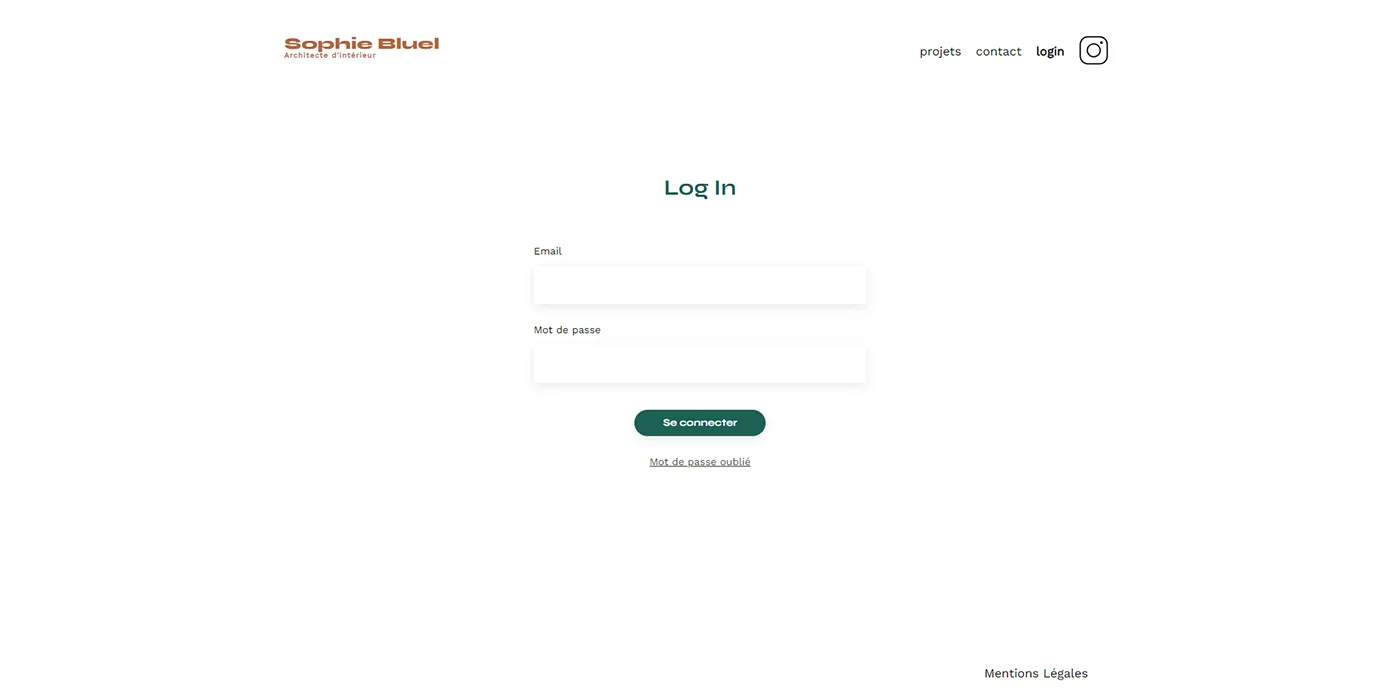 Sophie Bluel
Architecte d'intérieur
projets contact login
Log In
Email
Mot de passe
Se connecter
Mot de passe oublié
Mentions Légales